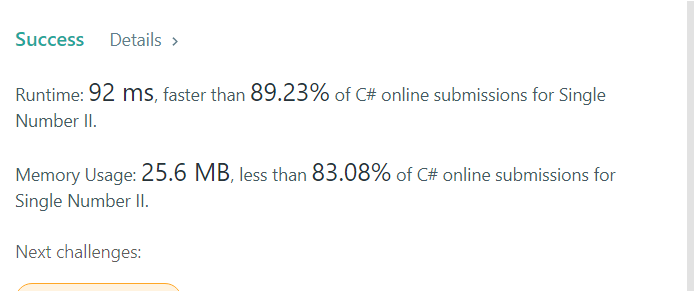 Success Details ›
Runtime: 92 ms, faster than 89.23% of C# online submissions for Single
Number II.
Memory Usage: 25.6 MB, less than 83.08% of C# online submissions for
Single Number II.
Next challenges: